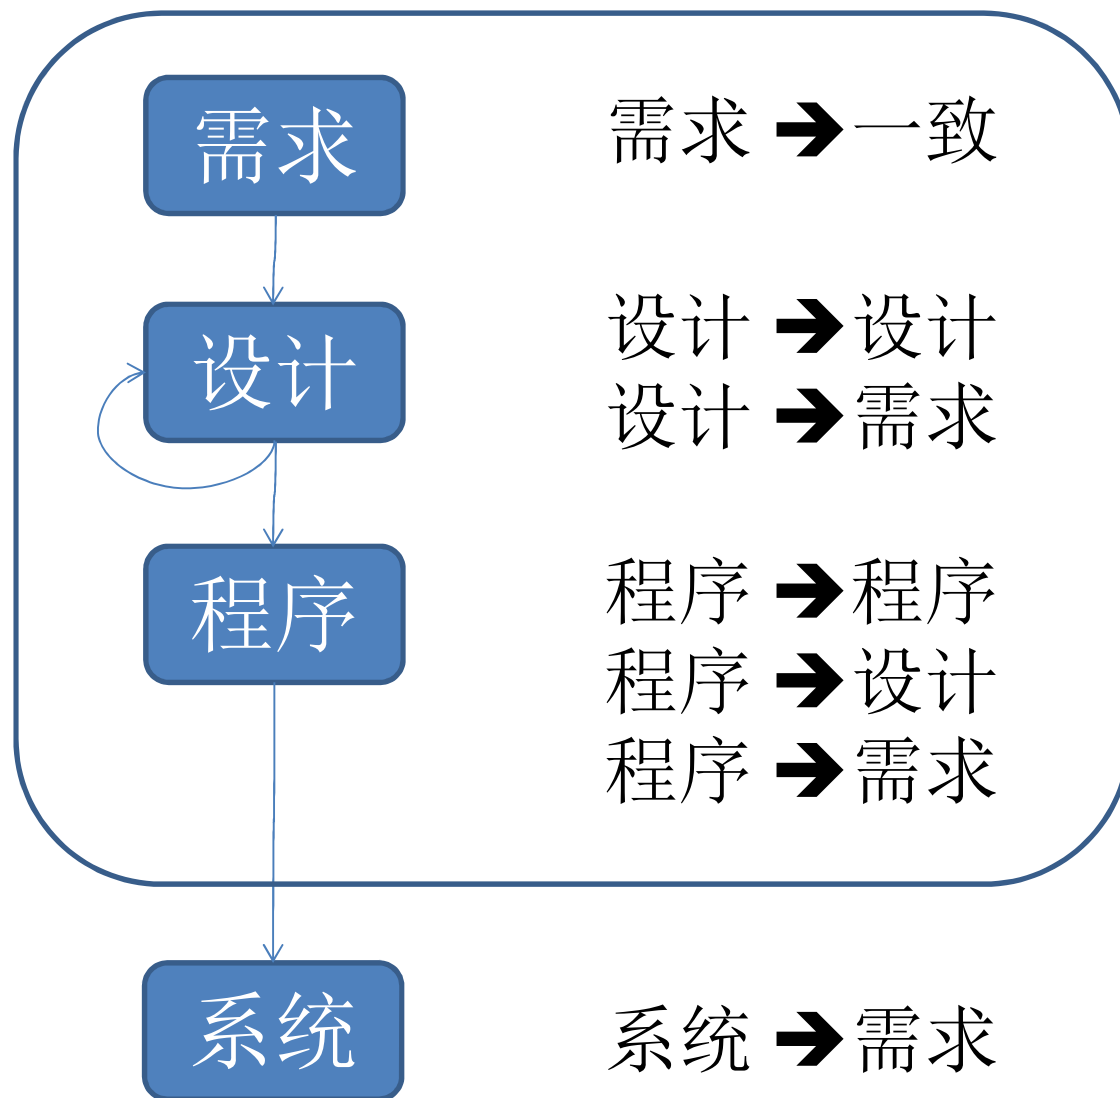 需求
需求 ➔ 一致
设计
设计 ➔ 设计
设计 ➔ 需求
程序
程序 ➔ 程序
程序 ➔ 设计
程序 ➔ 需求
系统
系统 ➔ 需求